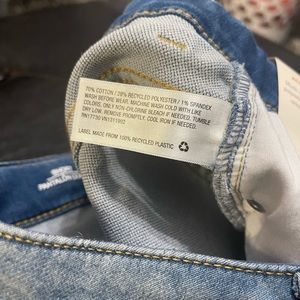 70% COTTON / 29% RECYCLED POLYESTER / 1% SPANDEX
WASH BEFORE WEAR. MACHINE WASH COLD WITH LIKE
COLORS. ONLY NON-CHLORINE BLEACH IF NEEDED. TUMBLE
DRY LOW. REMOVE PROMPTLY. COOL IRON IF NEEDED.
LABEL MADE FROM 100% RECYCLED PLASTIC